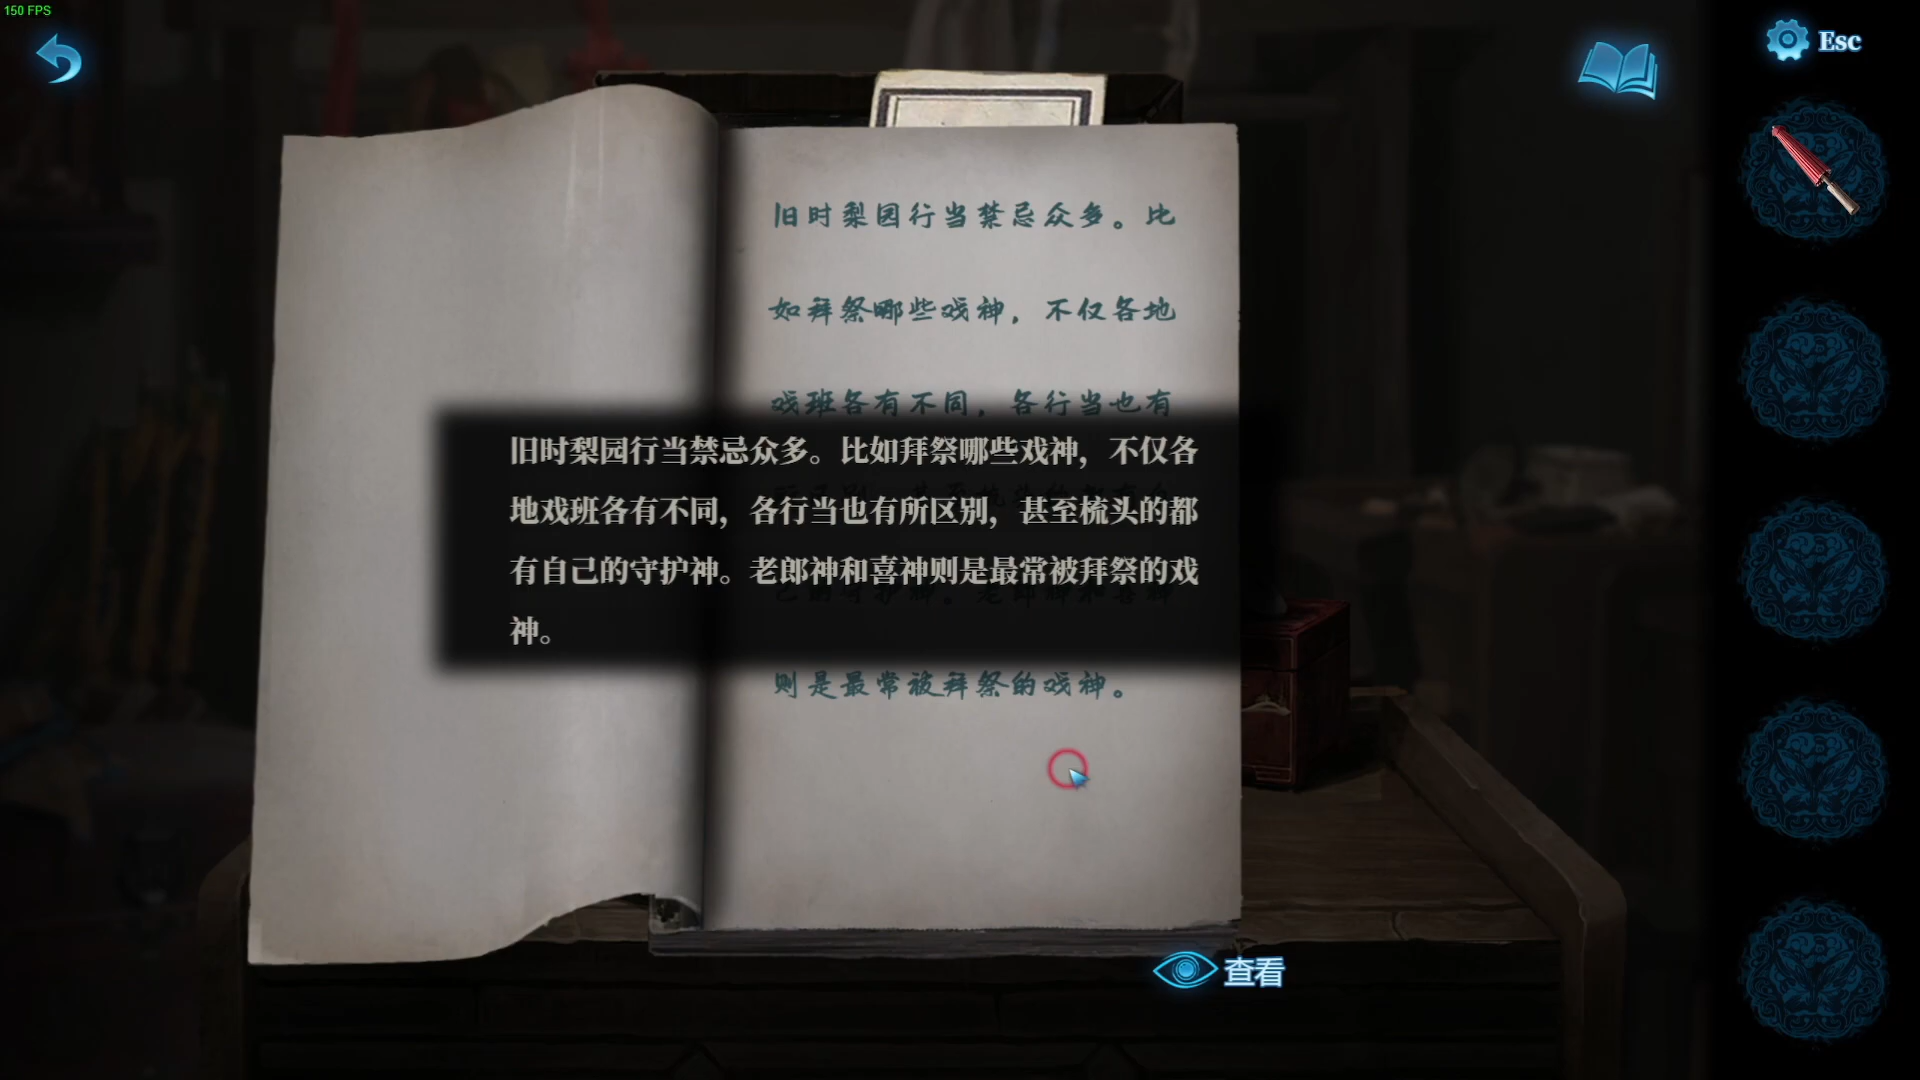 150 FPS
Esc
旧时梨园行当禁忌众多。比
如拜祭哪些戏神，不仅各地
戏班各有不同，各行当也有
旧时梨园行当禁忌众多。比如拜祭哪些戏神，不仅各
地戏班各有不同，各行当也有所区别，甚至梳头的都
有自己的守护神。老郎神和喜神则是最常被拜祭的戏
神。
则是最常被拜祭的戏神。
查看